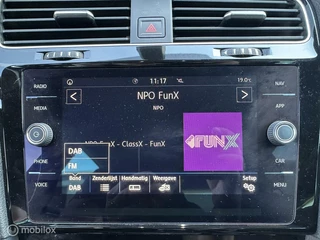 RADIO
MEDIA
PHONE
VOICE
NAV
APP
CAR
MENU
11:17
19.0
NPO FunX
NPO
NPO FunX - ClassX - FunX
FUNX
DAB
FM
Band
DAB
Zenderlijst
Handmatig
Weergave
Setup